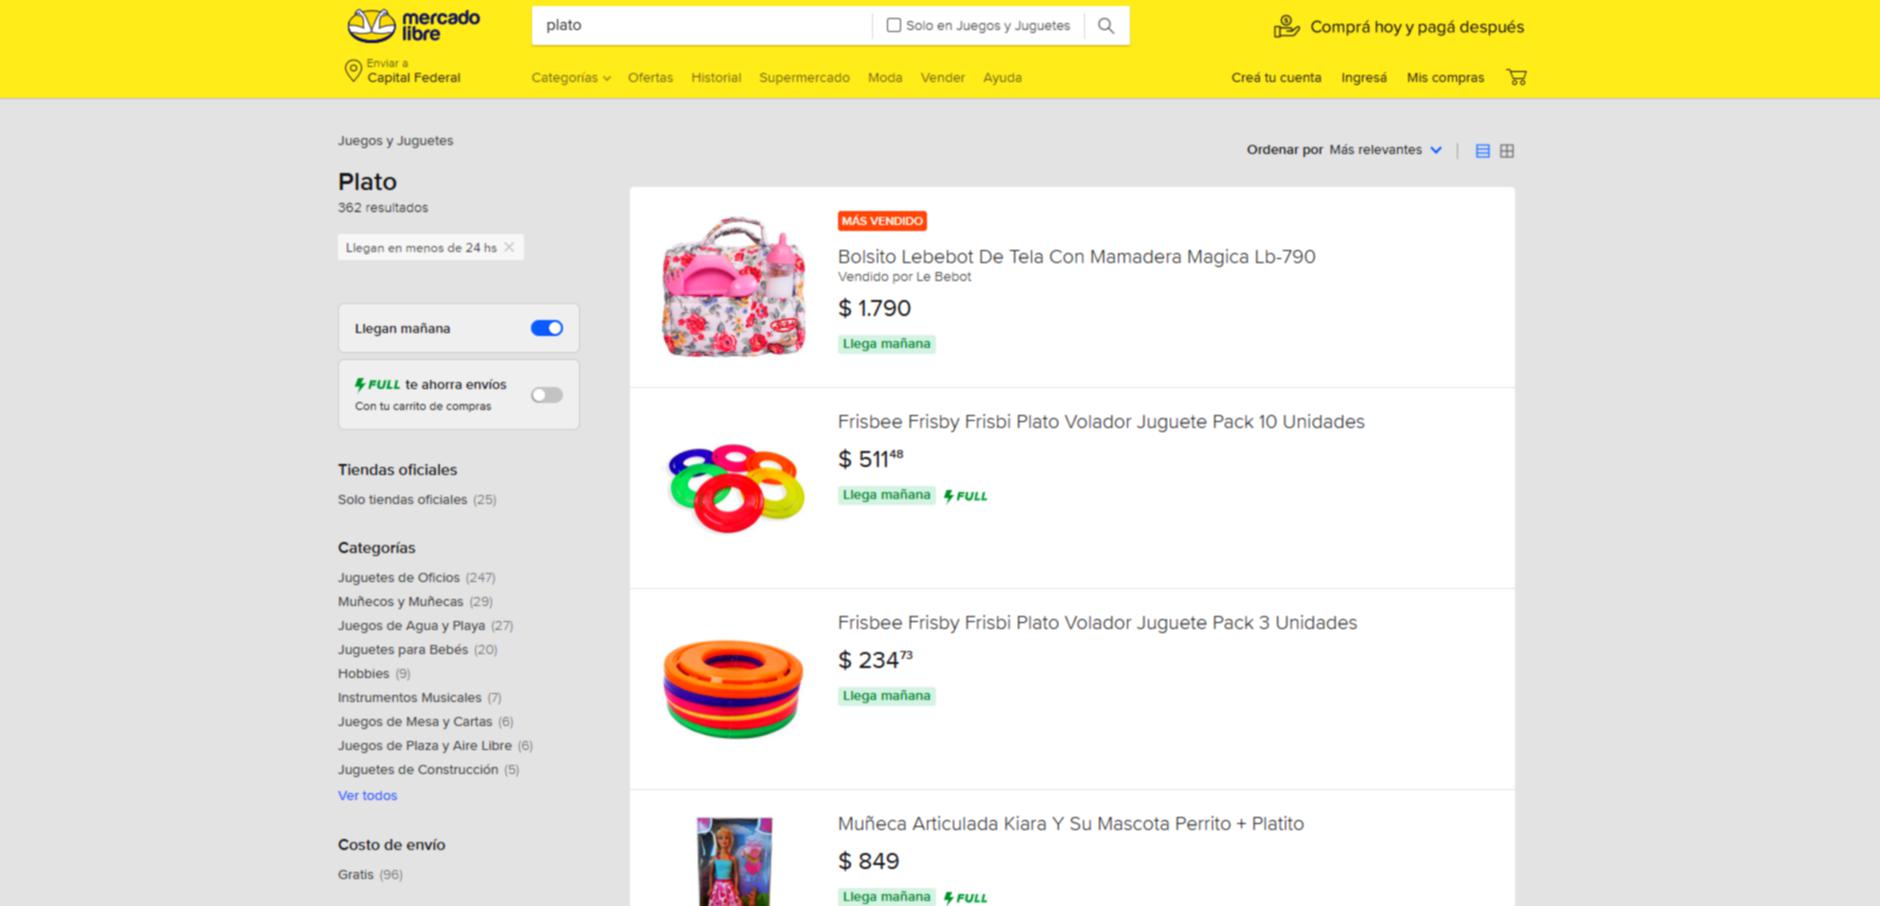 mercado
libre
plato
Solo en Juegos y Juguetes
Comprá hoy y pagá después
Enviar a
Capital Federal
Categorías Ofertas Historial Supermercado Moda Vender Ayuda
Creá tu cuenta Ingresá Mis compras
Juegos y Juguetes
Plato
362 resultados
Llegan en menos de 24 hs
Llegan mañana
FULL te ahorra envíos
Con tu carrito de compras
Tiendas oficiales
Solo tiendas oficiales (25)
Categorías
Juguetes de Oficios (247)
Muñecos y Muñecas (29)
Juegos de Agua y Playa (27)
Juguetes para Bebés (20)
Hobbies (9)
Instrumentos Musicales (7)
Juegos de Mesa y Cartas (6)
Juegos de Plaza y Aire Libre (6)
Juguetes de Construcción (5)
Ver todos
Costo de envío
Gratis (96)
Ordenar por Más relevantes
MÁS VENDIDO
Bolsito Lebebot De Tela Con Mamadera Magica Lb-790
Vendido por Le Bebot
$ 1.790
Llega mañana
Frisbee Frisby Frisbi Plato Volador Juguete Pack 10 Unidades
$ 511 48
Llega mañana FULL
Frisbee Frisby Frisbi Plato Volador Juguete Pack 3 Unidades
$ 234 73
Llega mañana
Muñeca Articulada Kiara Y Su Mascota Perrito + Platito
$ 849
Llega mañana FULL